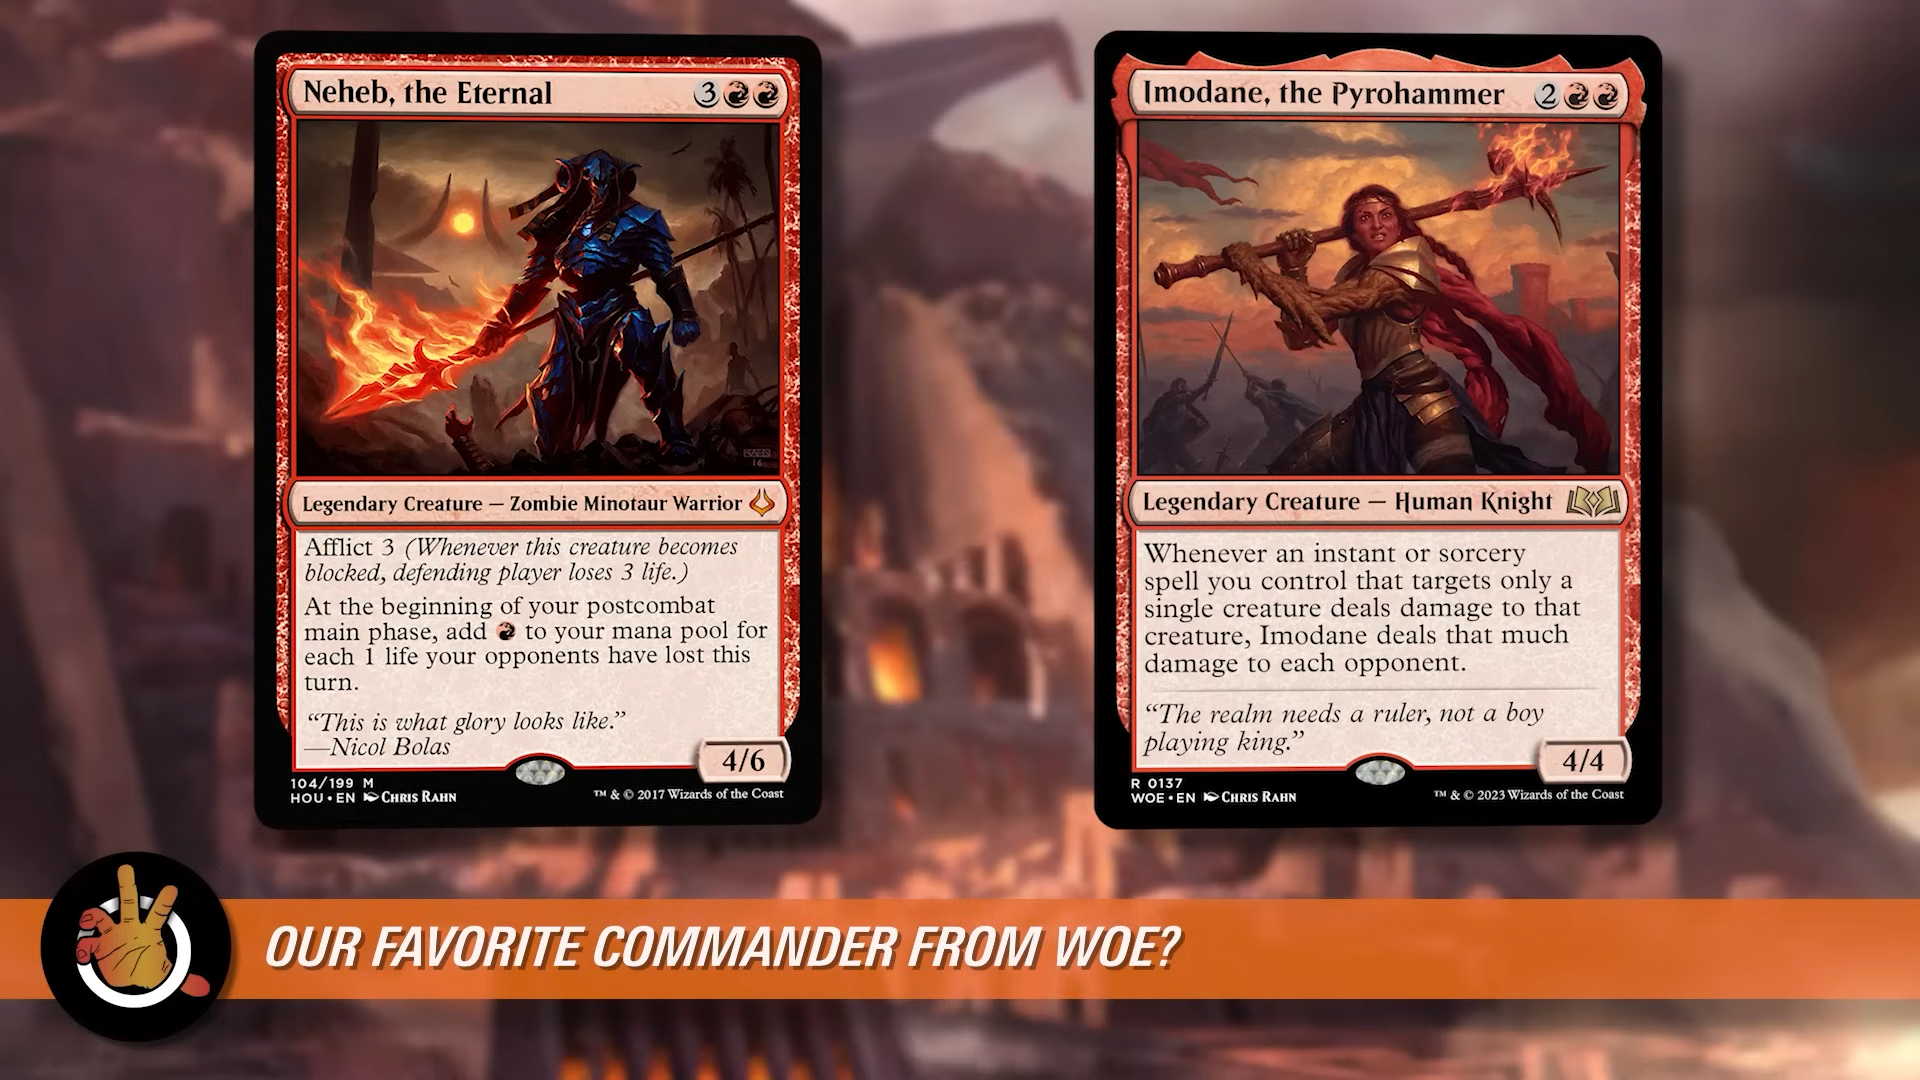 Neheb, the Eternal 3
Legendary Creature — Zombie Minotaur Warrior
Afflict 3 (Whenever this creature becomes
blocked, defending player loses 3 life.)
At the beginning of your postcombat
main phase, add to your mana pool for
each 1 life your opponents have lost this
turn.
“This is what glory looks like.”
—Nicol Bolas
4/6
104/199 M
HOU • EN Chris Rahn
™ & © 2017 Wizards of the Coast
Imodane, the Pyrohammer 2
Legendary Creature — Human Knight
Whenever an instant or sorcery
spell you control that targets only a
single creature deals damage to that
creature, Imodane deals that much
damage to each opponent.
“The realm needs a ruler, not a boy
playing king.”
4/4
R 0137
WOE • EN Chris Rahn
™ & © 2023 Wizards of the Coast
OUR FAVORITE COMMANDER FROM WOE?